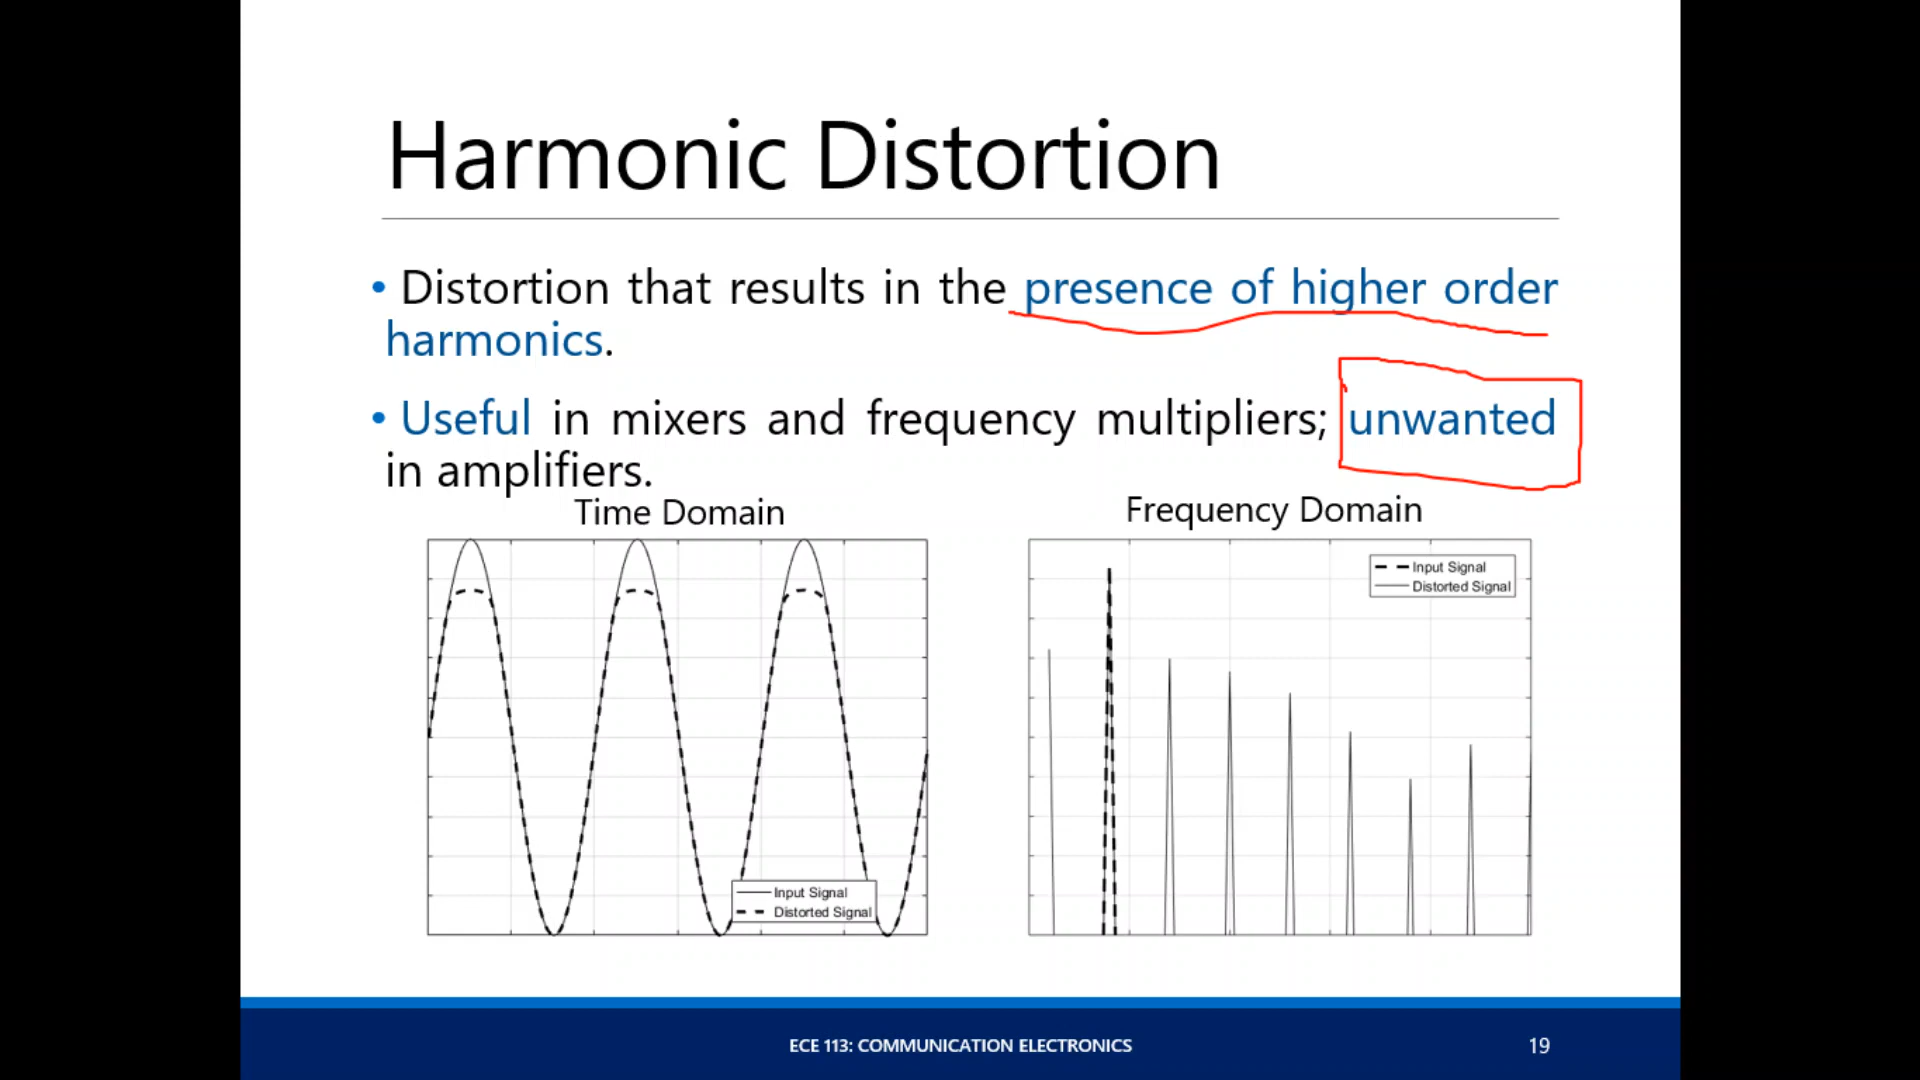 Harmonic Distortion
• Distortion that results in the presence of higher order
harmonics.
• Useful in mixers and frequency multipliers; unwanted
in amplifiers.
Time Domain
Frequency Domain
Input Signal
Distorted Signal
Input Signal
Distorted Signal
ECE 113: COMMUNICATION ELECTRONICS
19